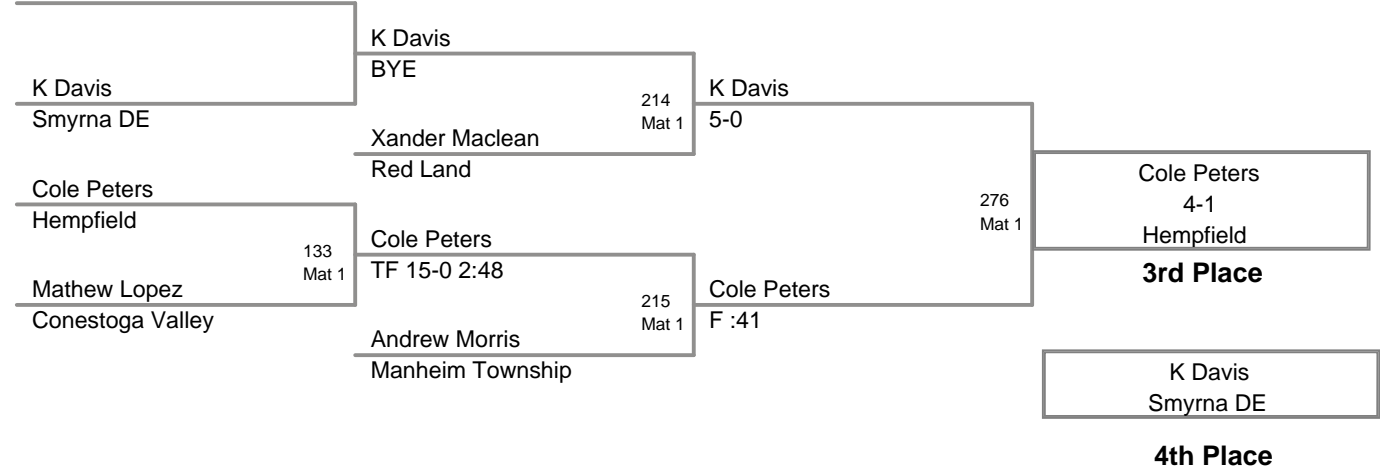 K Davis
BYE
K Davis
Smyrna DE
214
Mat 1
K Davis
5-0
Xander Maclean
Red Land
Cole Peters
Hempfield
276
Mat 1
Cole Peters
4-1
Hempfield
3rd Place
133
Mat 1
Cole Peters
TF 15-0 2:48
Mathew Lopez
Conestoga Valley
215
Mat 1
Cole Peters
F :41
Andrew Morris
Manheim Township
K Davis
Smyrna DE
4th Place